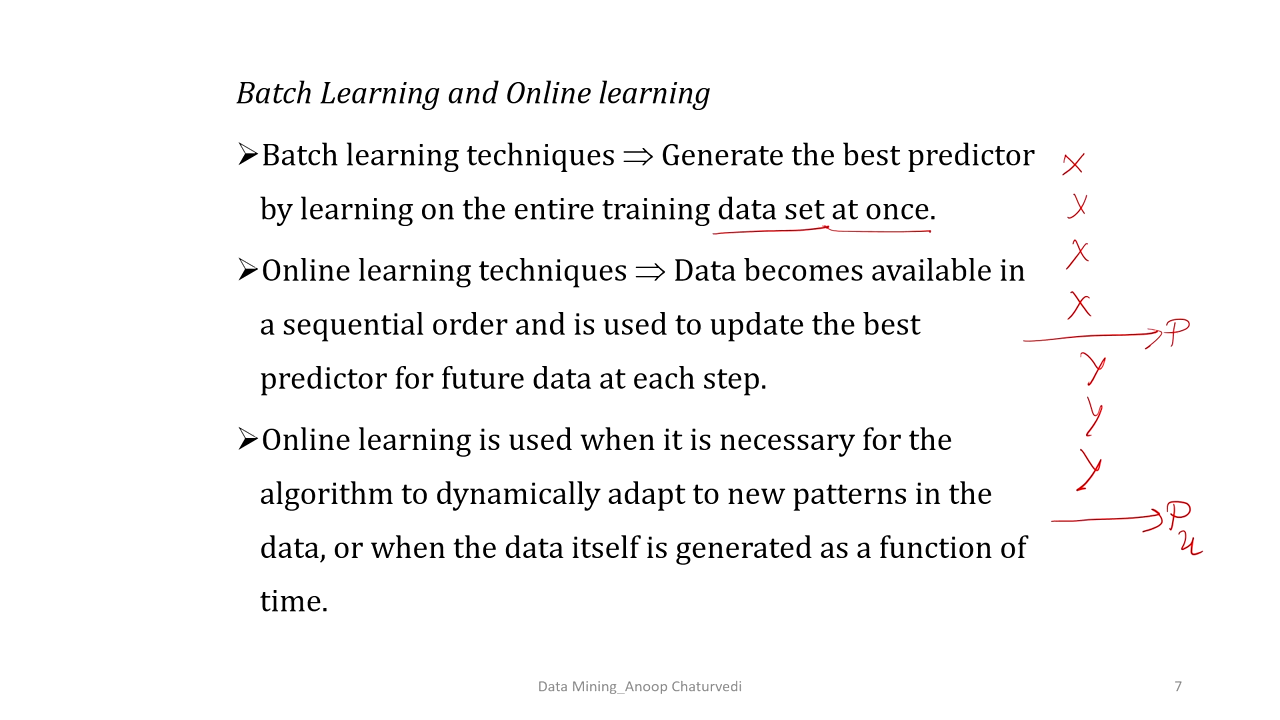 Batch Learning and Online learning
➢Batch learning techniques ⟹ Generate the best predictor
by learning on the entire training data set at once.
➢Online learning techniques ⟹ Data becomes available in
a sequential order and is used to update the best
predictor for future data at each step.
➢Online learning is used when it is necessary for the
algorithm to dynamically adapt to new patterns in the
data, or when the data itself is generated as a function of
time.
X
X
X
X
P
y
y
y
P
u
Data Mining_Anoop Chaturvedi
7